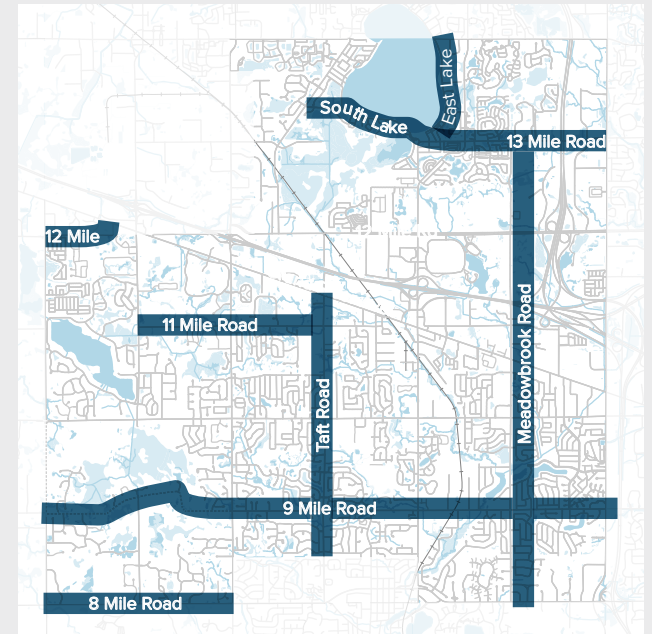 East Lake
South Lake
13 Mile Road
12 Mile
11 Mile Road
Meadowbrook Road
Taft Road
9 Mile Road
8 Mile Road